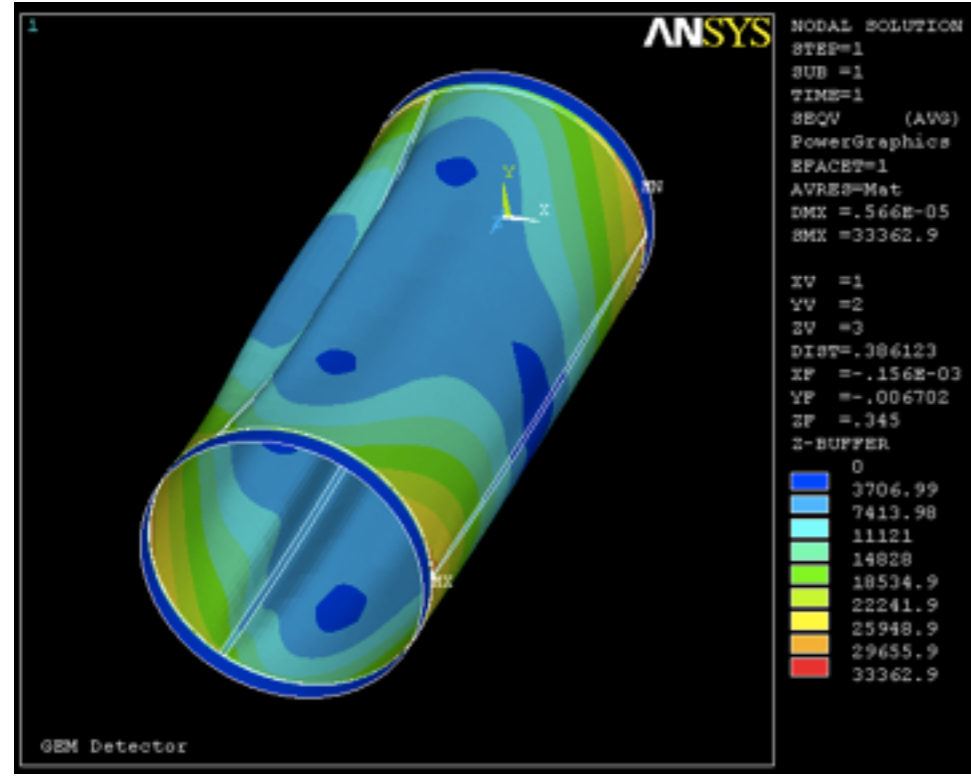 1
ANSYS
NODAL SOLUTION
STEP=1
SUB =1
TIME=1
SEQV (AVG)
PowerGraphics
EFACET=1
AVRES=Mat
DMX =.566E-05
SMX =33362.9
XV =1
YV =2
ZV =3
DIST=.386123
XF =-.156E-03
YF =-.006702
ZF =.345
Z-BUFFER
0
3706.99
7413.98
11121
14828
18534.9
22241.9
25948.9
29655.9
33362.9
Y
X
MN
MX
GEM Detector